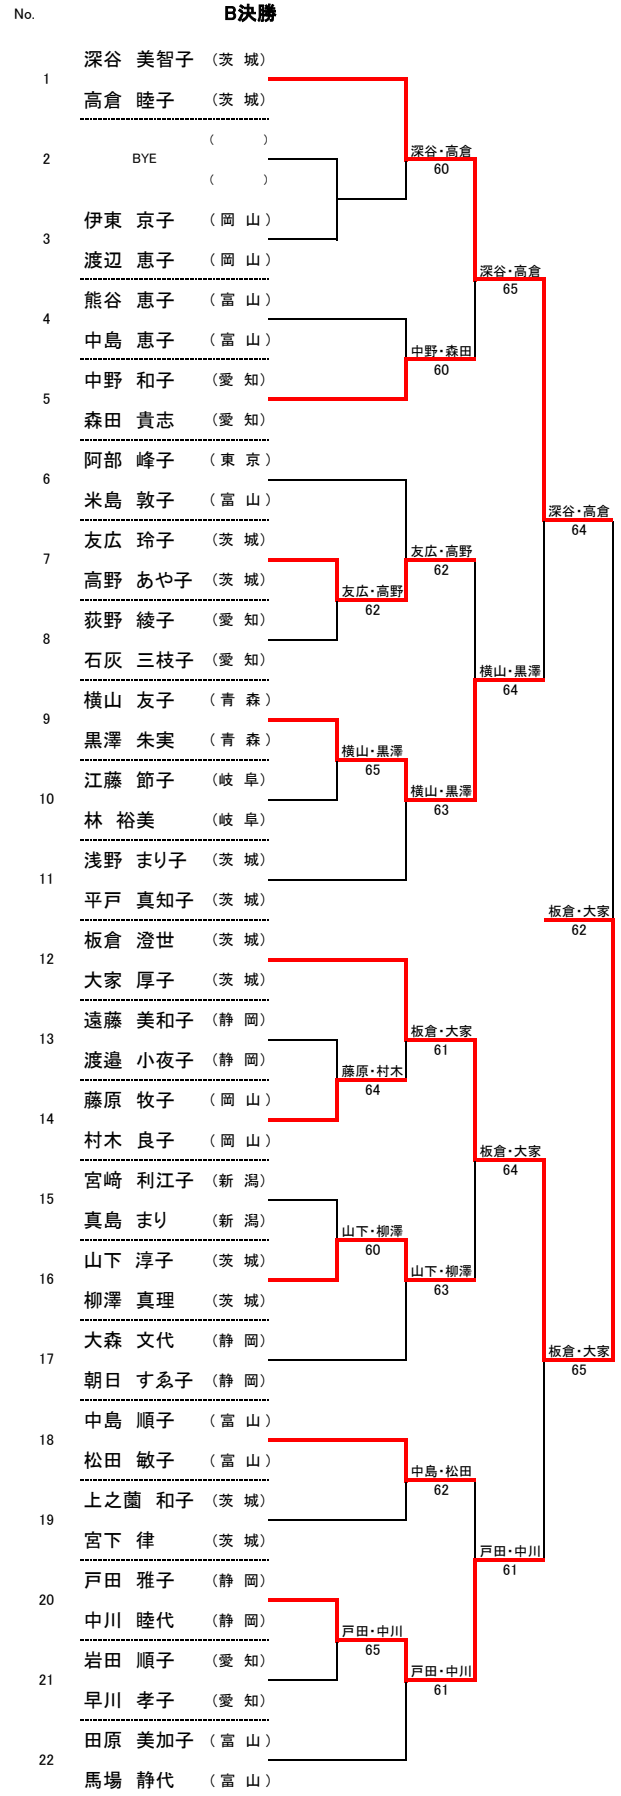 No. B決勝
深谷 美智子 (茨 城)
1
高倉 睦子 (茨 城)
( )
2 BYE 深谷・高倉
60
( )
伊東 京子 (岡 山)
3
渡辺 恵子 (岡 山)
深谷・高倉
65
熊谷 恵子 (富 山)
4
中島 恵子 (富 山)
中野・森田
60
中野 和子 (愛 知)
5
森田 貴志 (愛 知)
阿部 峰子 (東 京)
6
米島 敦子 (富 山)
深谷・高倉
64
友広 玲子 (茨 城)
7 友広・高野
62
高野 あや子 (茨 城)
友広・高野
62
荻野 綾子 (愛 知)
8
石灰 三枝子 (愛 知)
横山・黒澤
64
横山 友子 (青 森)
9
黒澤 朱実 (青 森)
横山・黒澤
65
江藤 節子 (岐 阜)
10 横山・黒澤
63
林 裕美 (岐 阜)
浅野 まり子 (茨 城)
11
平戸 真知子 (茨 城)
板倉・大家
62
板倉 澄世 (茨 城)
12
大家 厚子 (茨 城)
遠藤 美和子 (静 岡)
13 板倉・大家
61
渡邉 小夜子 (静 岡)
藤原・村木
64
藤原 牧子 (岡 山)
14
村木 良子 (岡 山)
板倉・大家
64
宮﨑 利江子 (新 潟)
15
真島 まり (新 潟)
山下・柳澤
60
山下 淳子 (茨 城)
16 山下・柳澤
63
柳澤 真理 (茨 城)
大森 文代 (静 岡)
17 板倉・大家
65
朝日 すゑ子 (静 岡)
中島 順子 (富 山)
18
松田 敏子 (富 山)
中島・松田
62
上之薗 和子 (茨 城)
19
宮下 律 (茨 城)
戸田・中川
61
戸田 雅子 (静 岡)
20
中川 睦代 (静 岡)
戸田・中川
65
岩田 順子 (愛 知)
21 戸田・中川
61
早川 孝子 (愛 知)
田原 美加子 (富 山)
22
馬場 静代 (富 山)